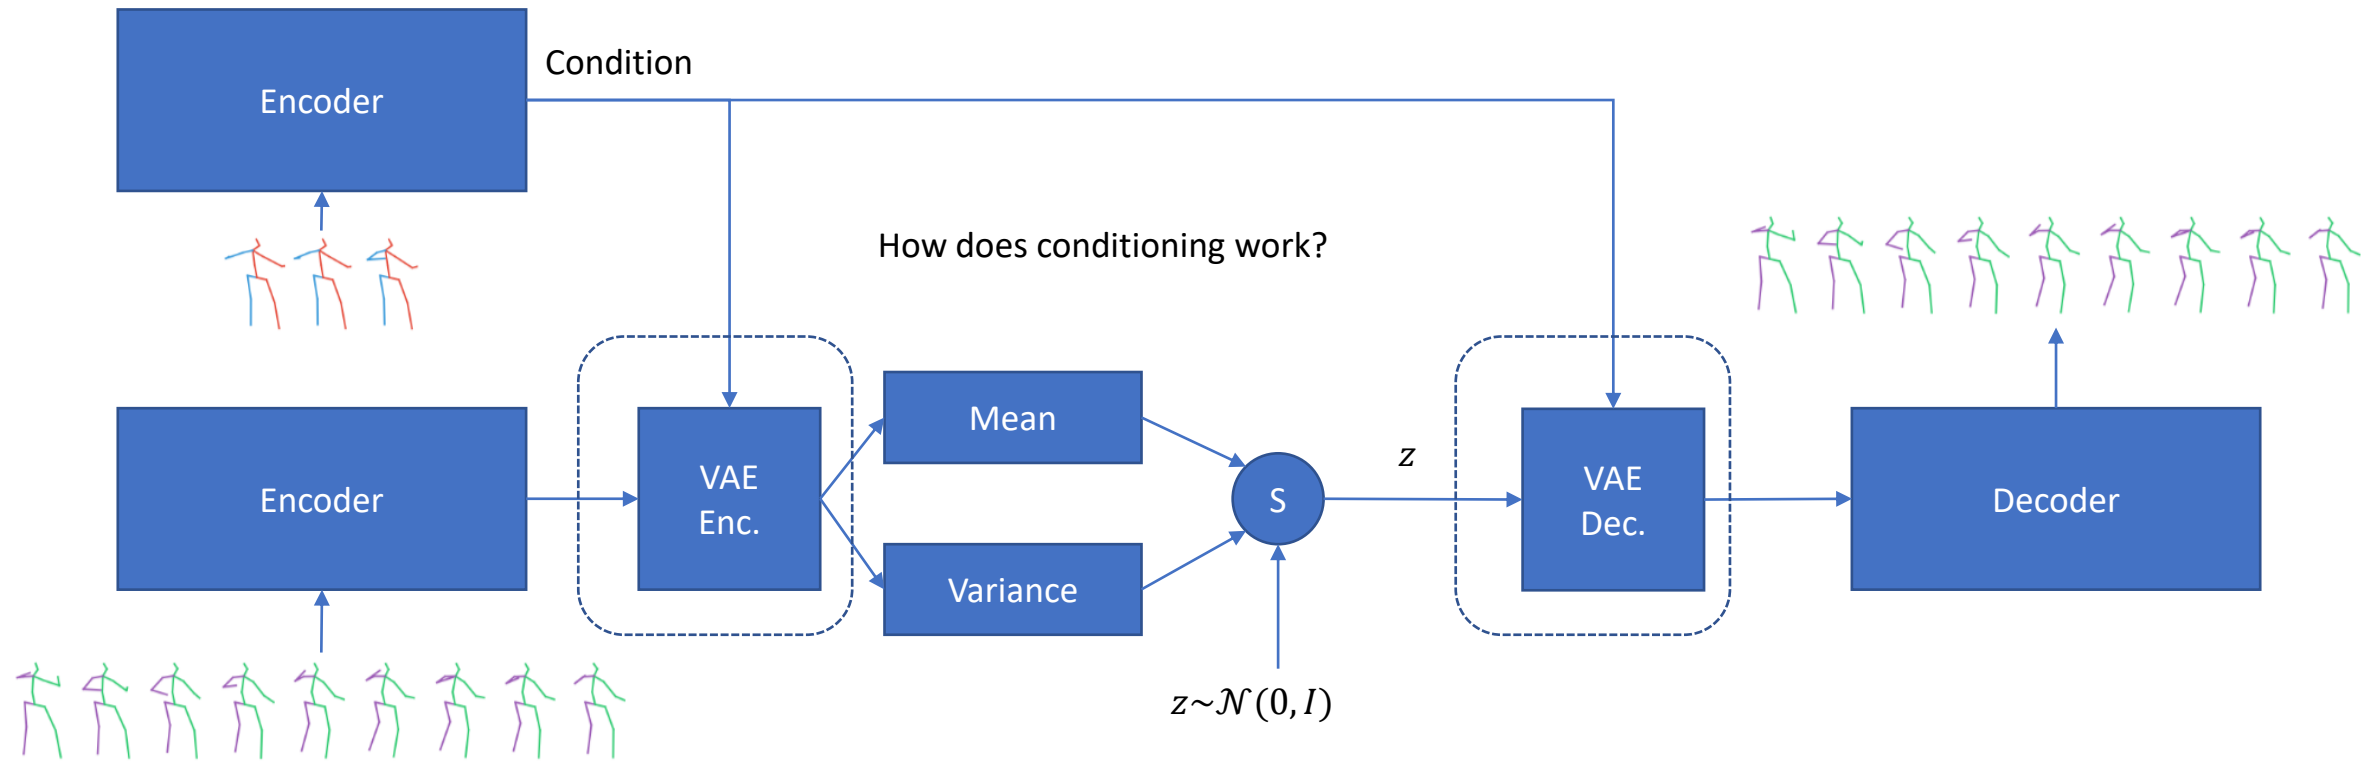 Condition
Encoder
How does conditioning work?
Mean
Encoder
VAE
Enc.
Variance
S
z
VAE
Dec.
Decoder
z~𝒩(0, I)